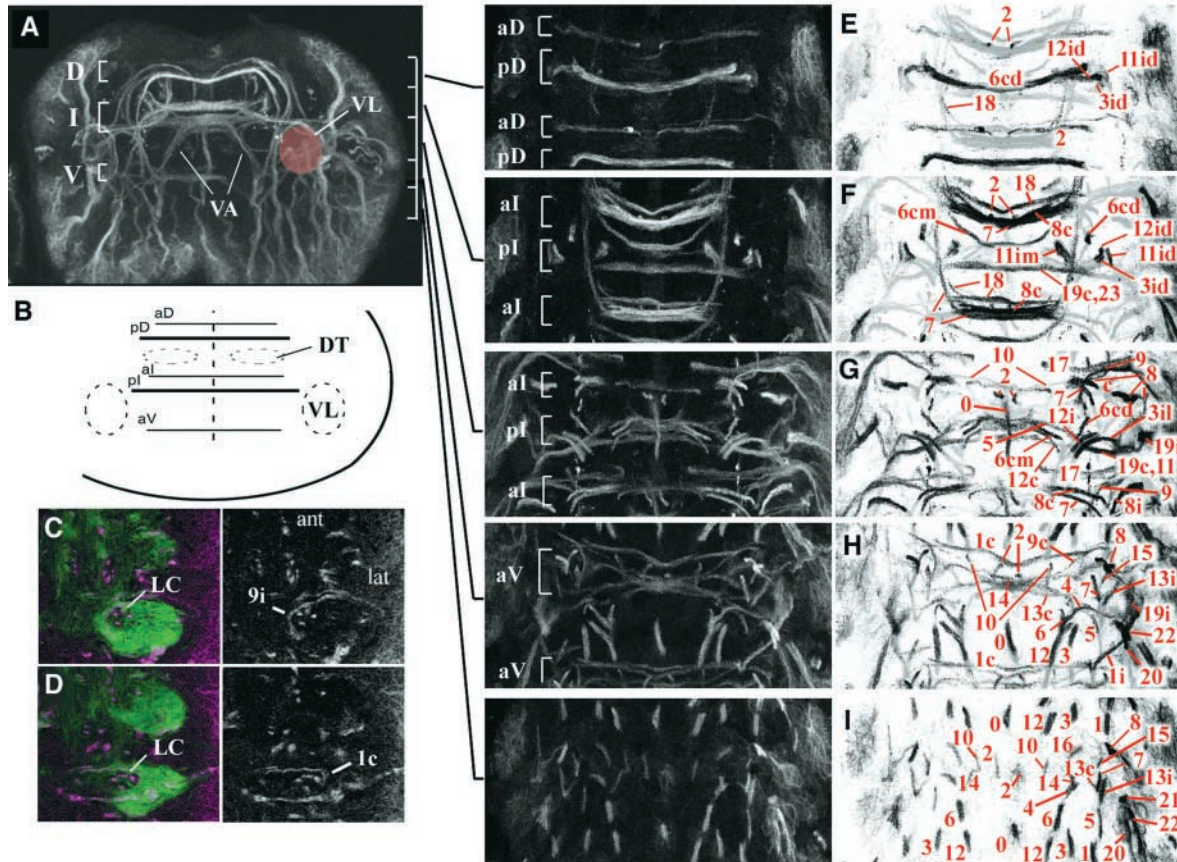 A
D
I
V
VL
VA
B
aD
pD
DT
aI
pI
VL
aV
C
LC
ant
lat
9i
D
LC
1c
aD
pD
aD
pD
aI
pI
aI
aI
pI
aI
aV
aV
E
2
12id
11id
6cd
3id
18
2
F
2
18
6cd
6cm
7
8c
12id
11im
11id
18
8c
19c,23
3id
7
G
10
17
9
2
8
7
c
0
12i
6cd
3il
5
19i
6cm
17
19c,11
12c
9
8c
7
8i
H
1c
2
9c
8
15
4
7
13i
14
13c
10
19i
6
0
5
22
1c
12
3
1i
20
I
0
12
3
1
8
10
2
10
16
15
13c
7
14
2
14
13i
4
21
6
6
5
22
3
12
0
12
3
1
20